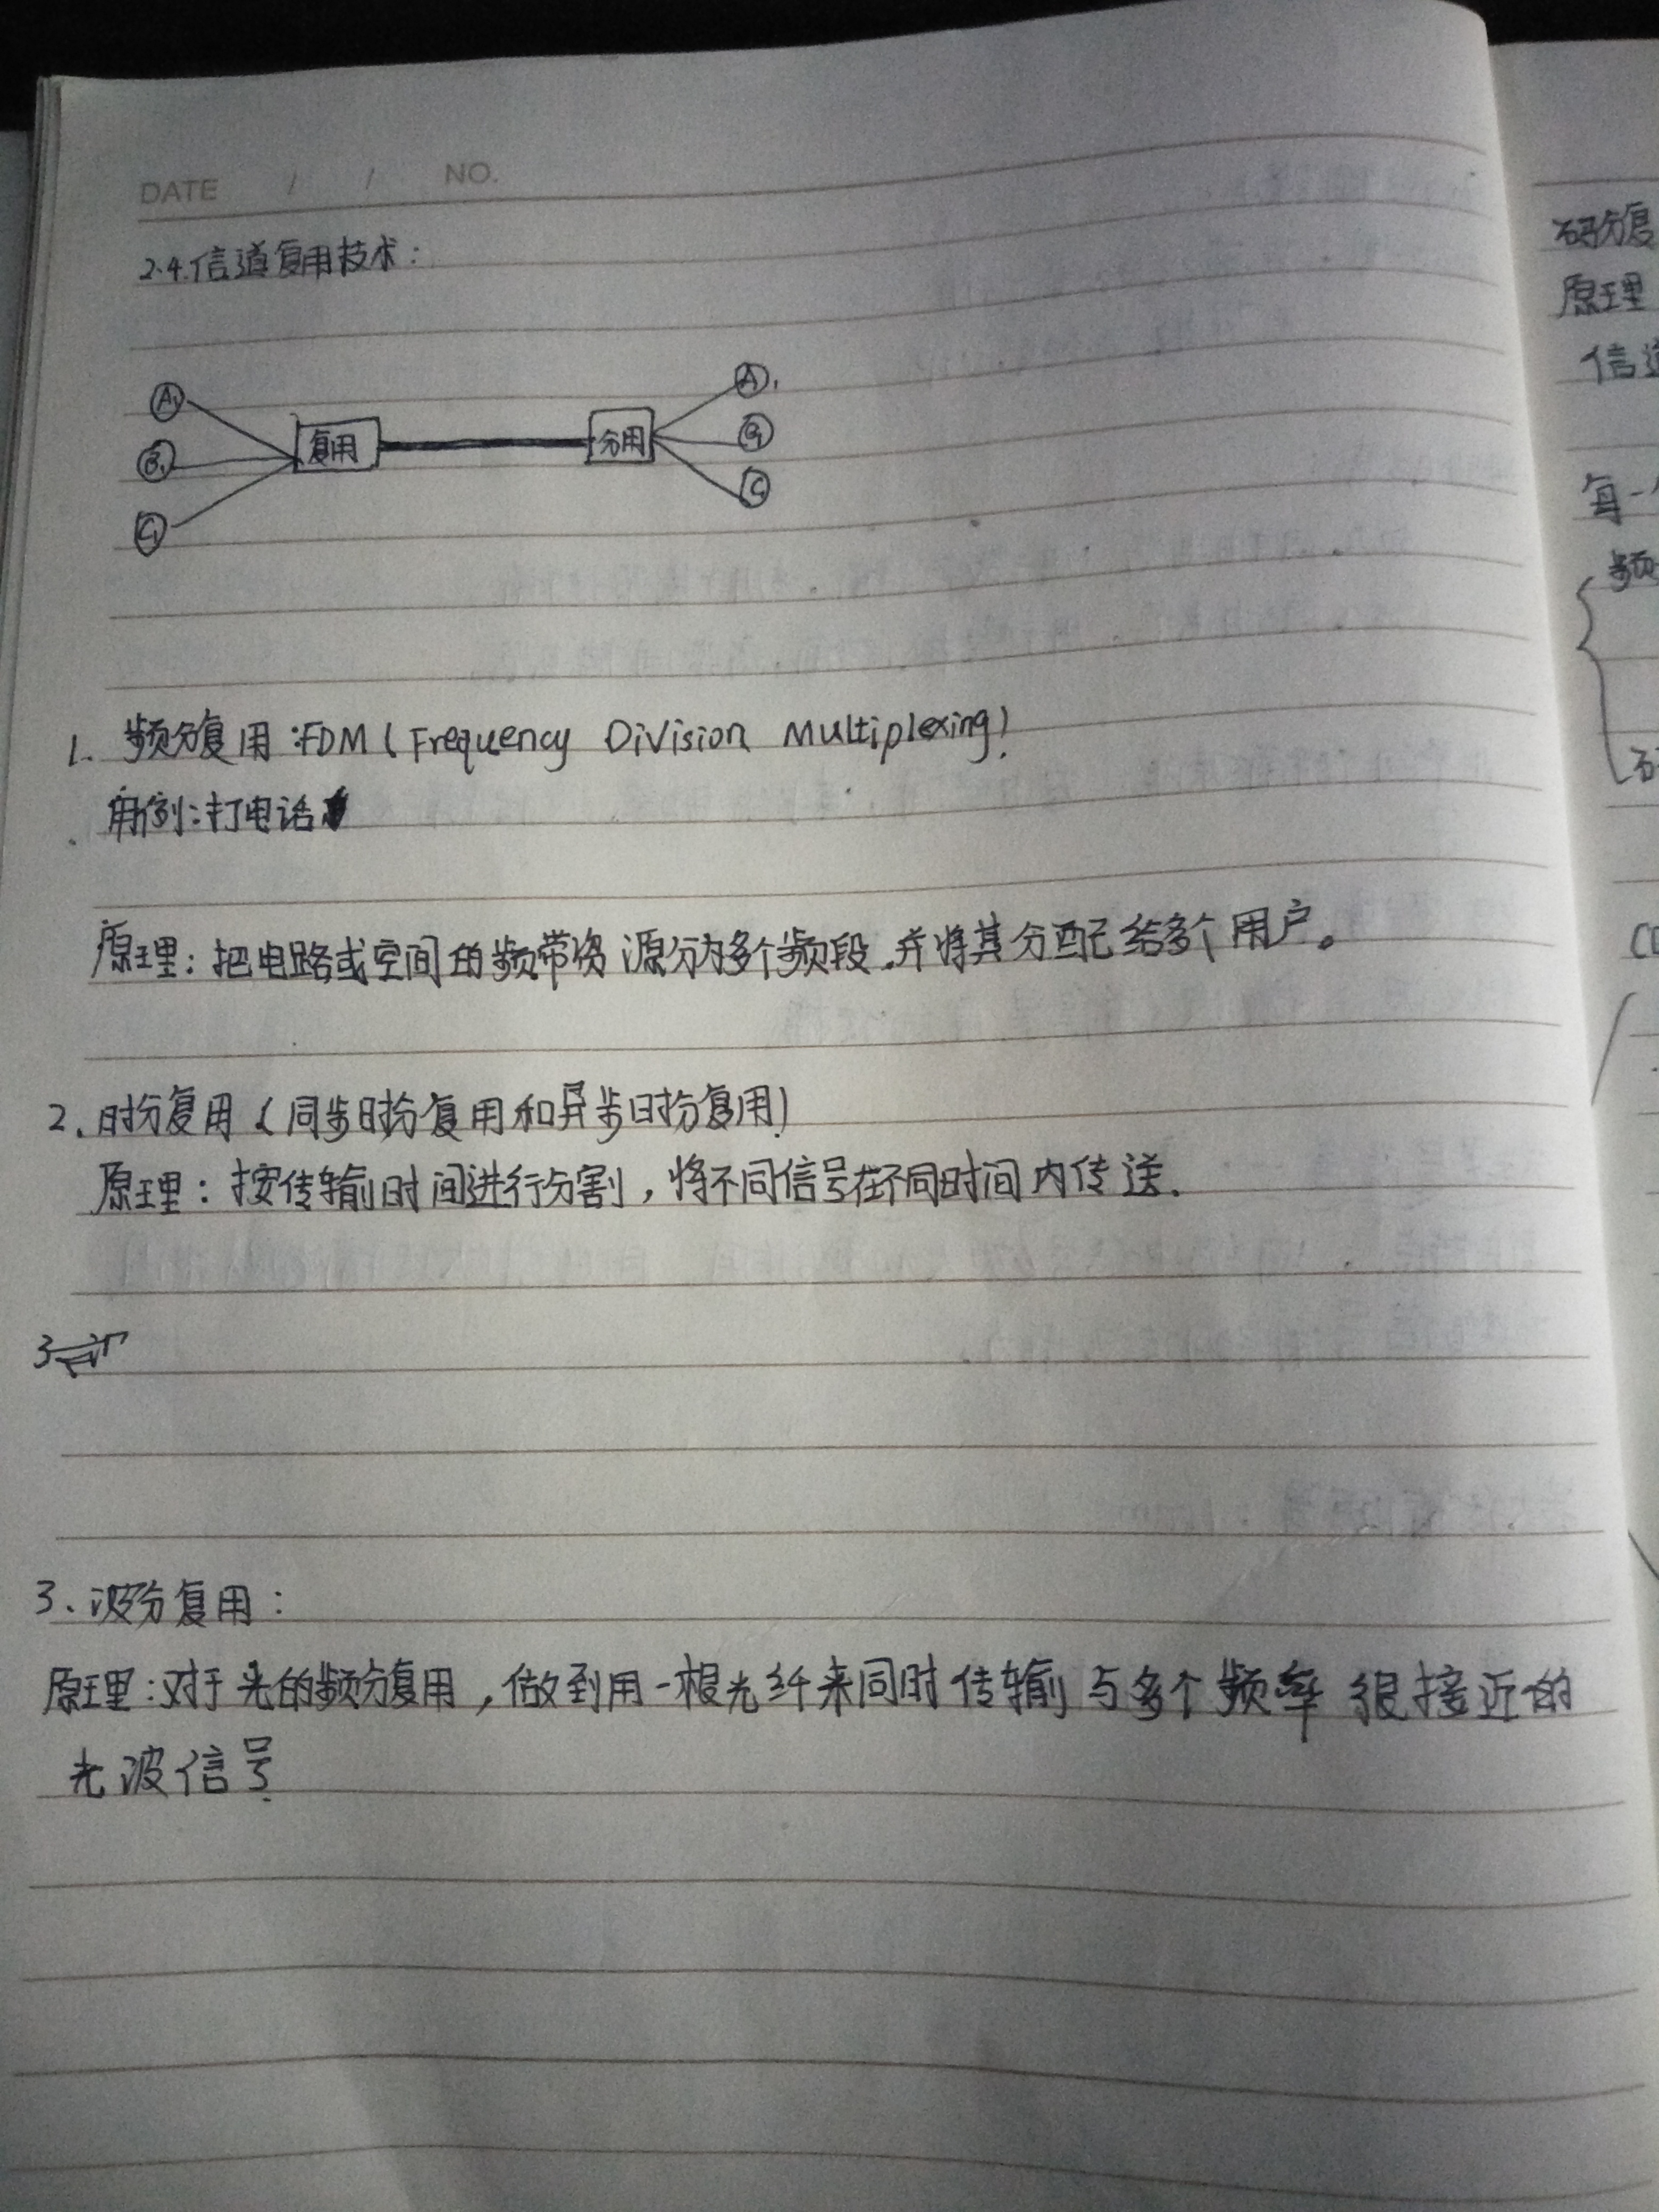 DATE / / NO.
2.4.信道复用技术:
A₁ A₁
复用 分用
B₁ B₁
C₁ C
1. 频分复用:FDM(Frequency Division Multiplexing)
用例:打电话
原理:把电路或空间的频带资源分为多个频段.并将其分配给多个用户。
2.时分复用(同步时分复用和异步时分复用)
原理:按传输时间进行分割,将不同信号在不同时间内传送.
3
3、波分复用:
原理:对于光的频分复用,做到用一根光纤来同时传输与多个频率很接近的
光波信号
码分复
原理
信道
每一
频
码
CD